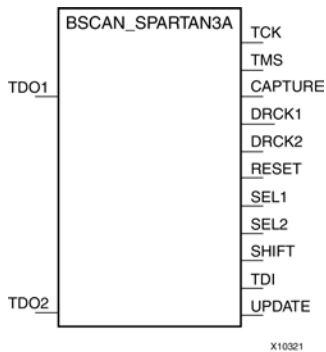 BSCAN_SPARTAN3A
TCK
TMS
TDO1
CAPTURE
DRCK1
DRCK2
RESET
SEL1
SEL2
SHIFT
TDI
TDO2
UPDATE
X10321